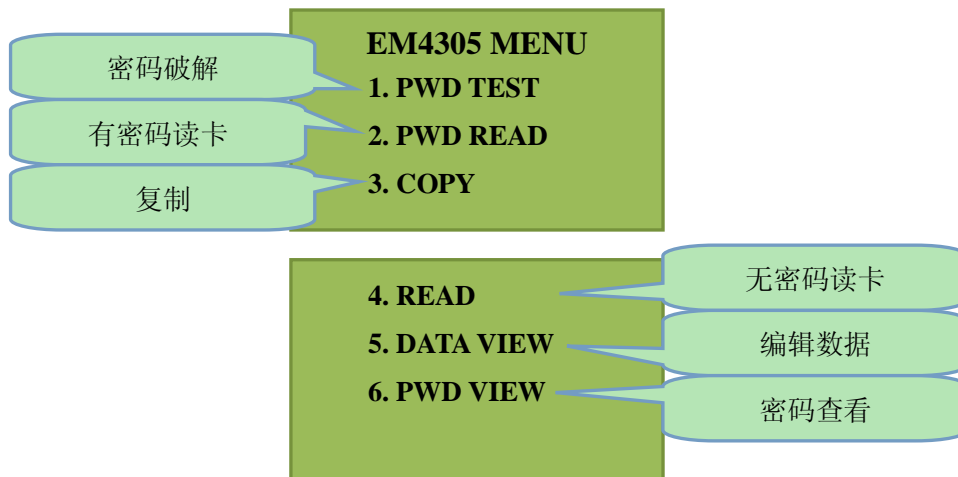 EM4305 MENU
密码破解
1. PWD TEST
有密码读卡
2. PWD READ
复制
3. COPY
4. READ
无密码读卡
5. DATA VIEW
编辑数据
6. PWD VIEW
密码查看